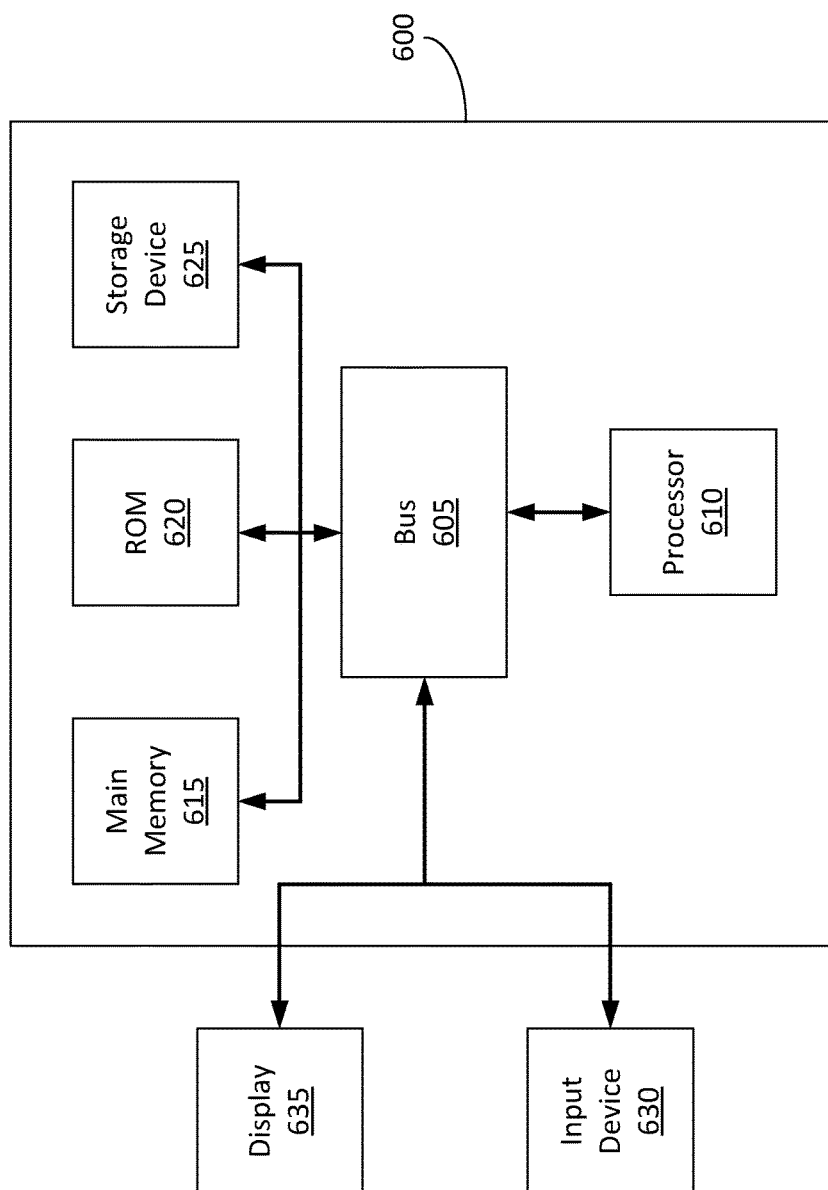 600
Main
Memory
615
ROM
620
Storage
Device
625
Display
635
Bus
605
Input
Device
630
Processor
610